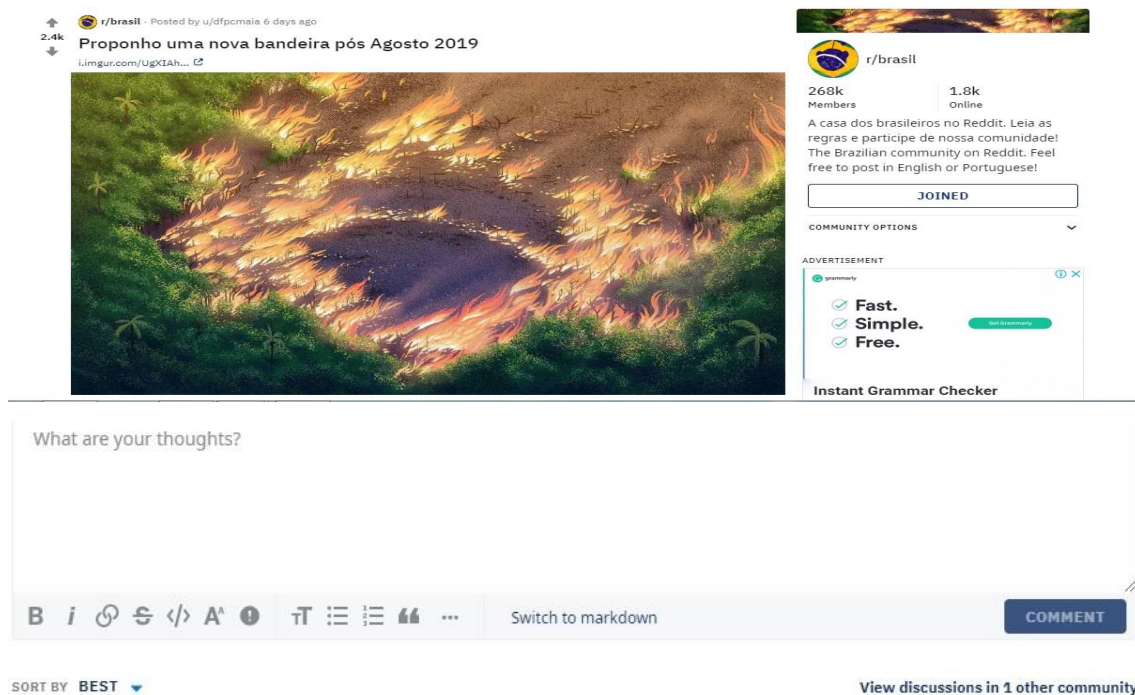 r/brasil · Posted by u/dfpcmaia 6 days ago
2.4k
Proponho uma nova bandeira pós Agosto 2019
i.imgur.com/UgXIAh...
r/brasil
268k
Members
1.8k
Online
A casa dos brasileiros no Reddit. Leia as
regras e participe de nossa comunidade!
The Brazilian community on Reddit. Feel
free to post in English or Portuguese!
JOINED
COMMUNITY OPTIONS
ADVERTISEMENT
grammarly
Fast.
Simple.
Free.
Get Grammarly
Instant Grammar Checker
What are your thoughts?
Switch to markdown
COMMENT
SORT BY BEST
View discussions in 1 other community